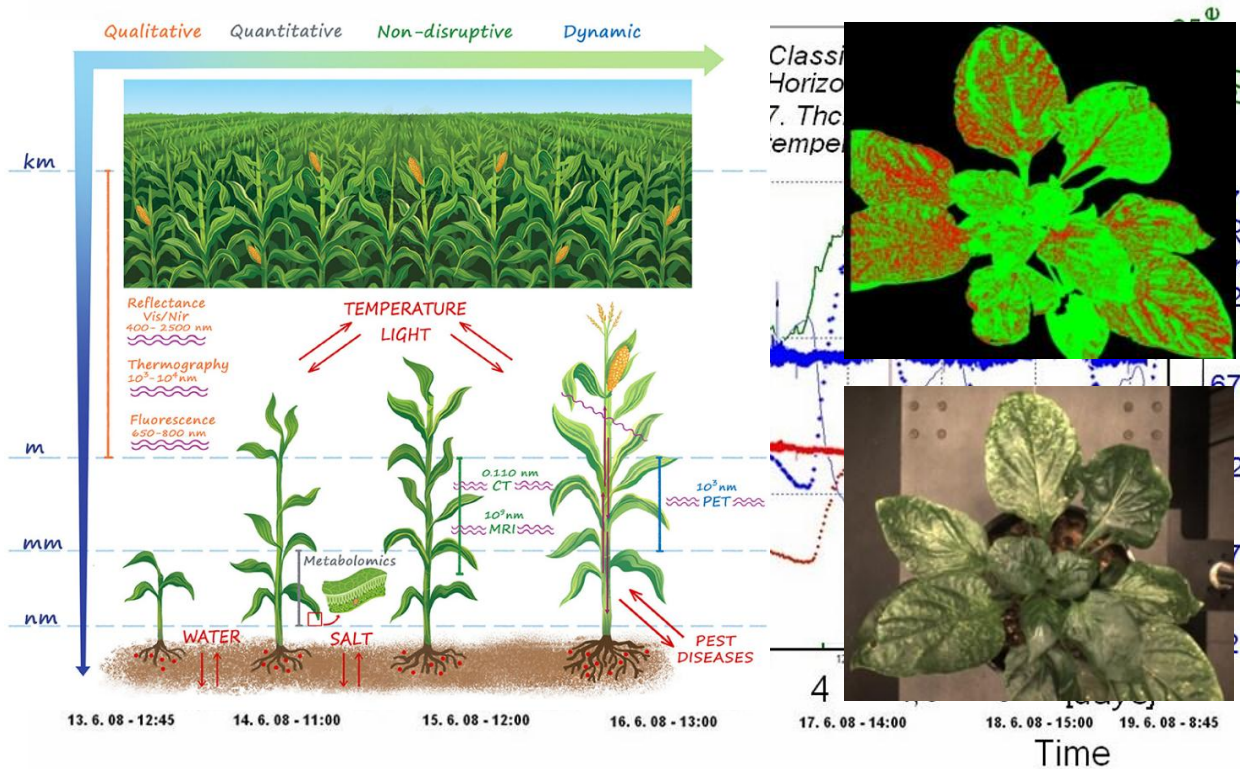 Qualitative Quantitative Non-disruptive Dynamic
km
m
mm
nm
Reflectance
Vis/Nir
400-2500 nm
Thermography
10³-10⁴nm
Fluorescence
650-800 nm
TEMPERATURE
LIGHT
0.110 nm
CT
10⁹nm
MRI
10³nm
PET
Metabolomics
WATER
SALT
PEST
DISEASES
13. 6. 08 - 12:45 14. 6. 08 - 11:00 15. 6. 08 - 12:00 16. 6. 08 - 13:00 17. 6. 08 - 14:00 18. 6. 08 - 15:00 19. 6. 08 - 8:45
4
Time